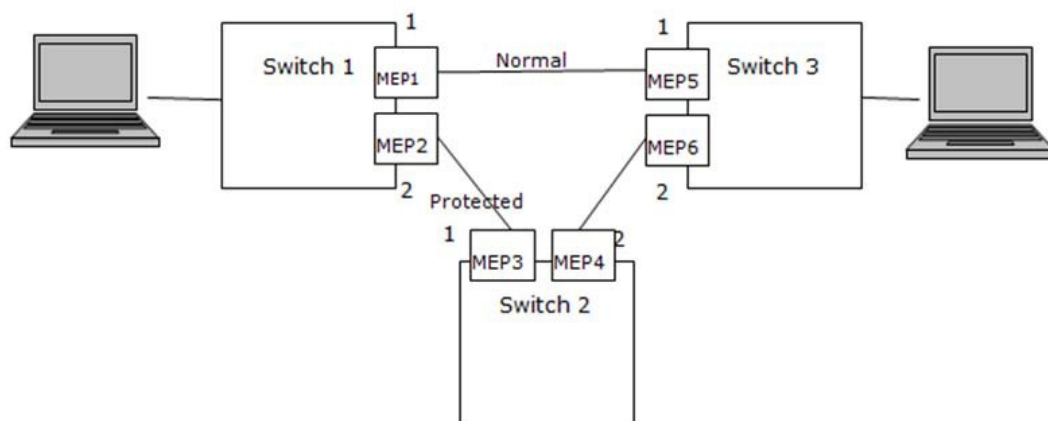 1
Switch 1
MEP1
Normal
1
MEP5
Switch 3
MEP2
2
MEP6
2
Protected
1
MEP3
MEP4
2
Switch 2